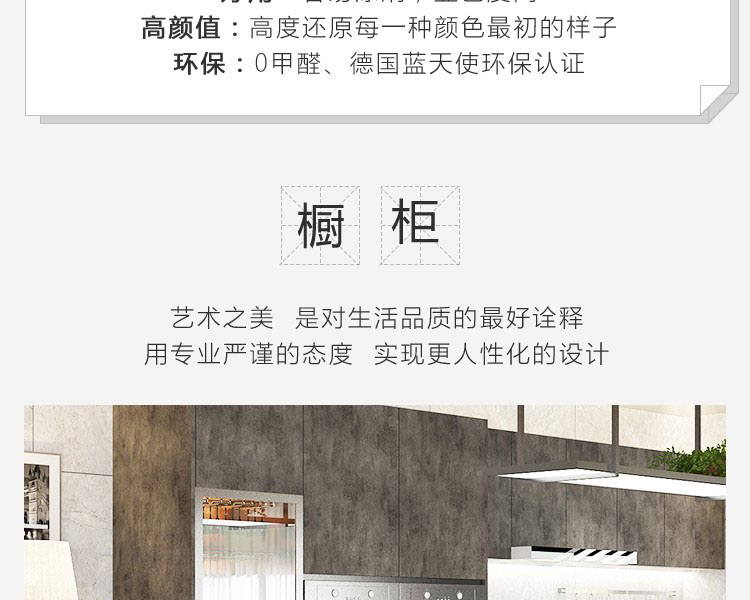 高颜值：高度还原每一种颜色最初的样子
环保：0甲醛、德国蓝天使环保认证
橱柜
艺术之美 是对生活品质的最好诠释
用专业严谨的态度 实现更人性化的设计